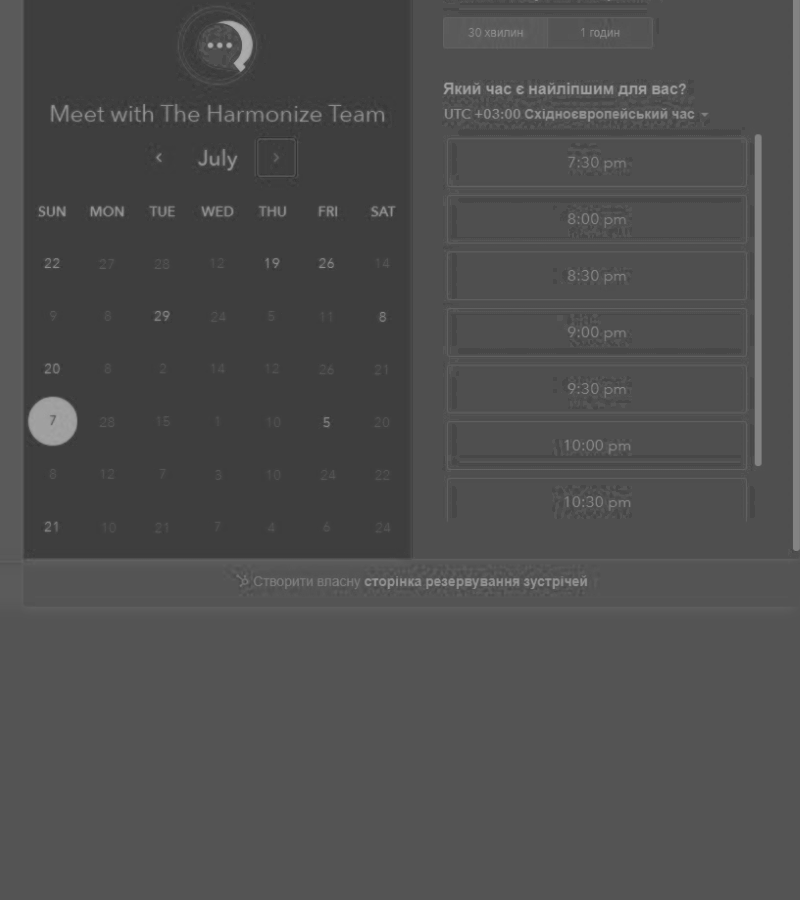 30 хвилин 1 годин
Meet with The Harmonize Team
July
SUN MON TUE WED THU FRI SAT
22 27 28 12 19 26 14
9 8 29 24 5 11 8
20 8 2 14 12 26 21
7 28 15 1 10 5 20
8 12 7 3 10 24 22
21 10 21 7 4 6 24
Який час є найліпшим для вас?
UTC +03:00 Східноєвропейський час
7:30 pm
8:00 pm
8:30 pm
9:00 pm
9:30 pm
10:00 pm
10:30 pm
Створити власну сторінка резервування зустрічей